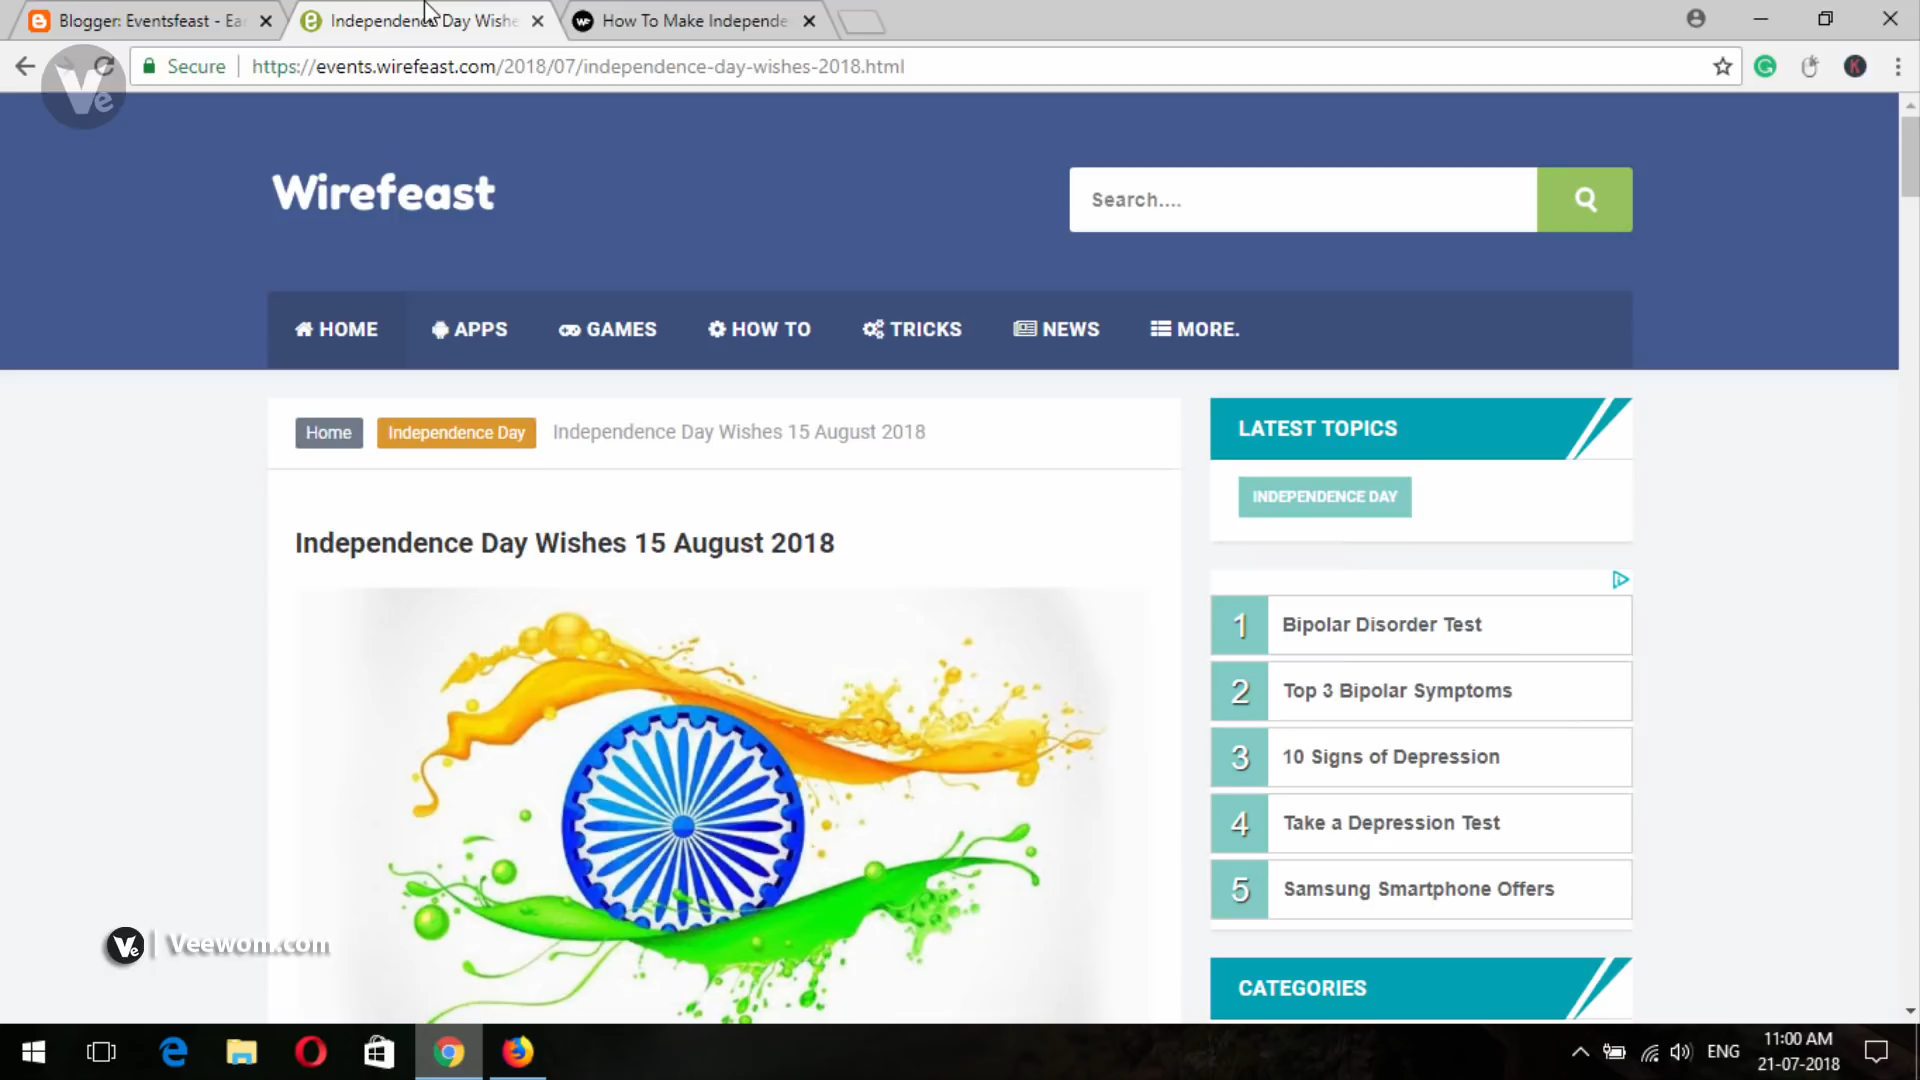 Blogger: Eventsfeast - Ea
Independence Day Wishe
How To Make Independe
Secure
https://events.wirefeast.com/2018/07/independence-day-wishes-2018.html
Ve
Wirefeast
Search....
HOME
APPS
GAMES
HOW TO
TRICKS
NEWS
MORE.
Home
Independence Day
Independence Day Wishes 15 August 2018
LATEST TOPICS
INDEPENDENCE DAY
Independence Day Wishes 15 August 2018
1 Bipolar Disorder Test
2 Top 3 Bipolar Symptoms
3 10 Signs of Depression
4 Take a Depression Test
5 Samsung Smartphone Offers
Ve | Veewom.com
CATEGORIES
ENG
11:00 AM
21-07-2018